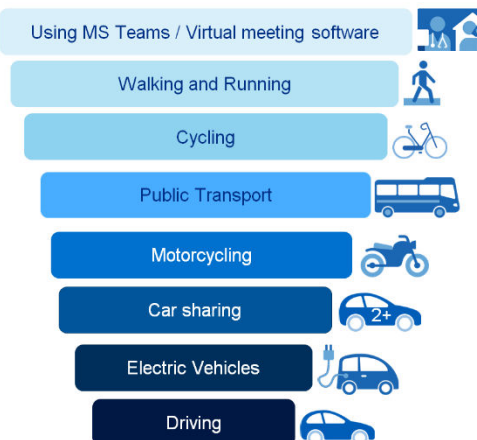 Using MS Teams / Virtual meeting software
Walking and Running
Cycling
Public Transport
Motorcycling
Car sharing
2+
Electric Vehicles
Driving